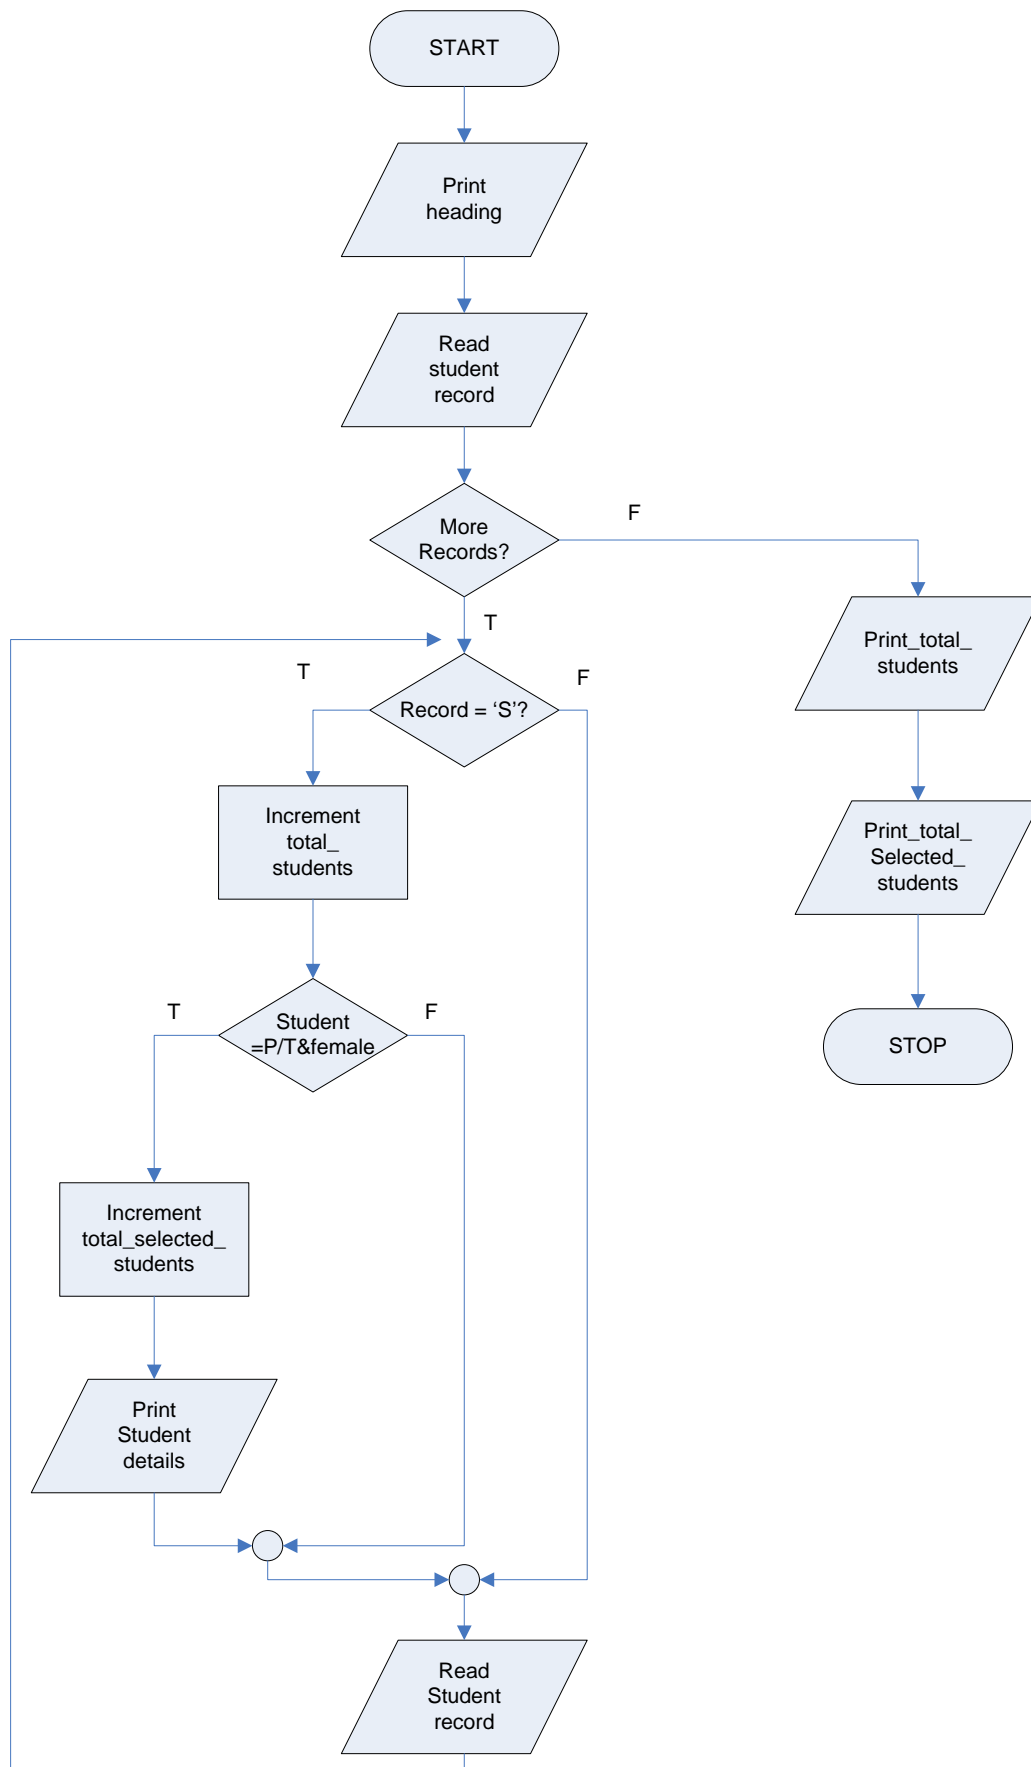 START
Print
heading
Read
student
record
More
Records?
F
T
Print_total_
students
T
F
Record = ‘S’?
Increment
total_
students
Print_total_
Selected_
students
T
F
Student
=P/T&female
STOP
Increment
total_selected_
students
Print
Student
details
Read
Student
record